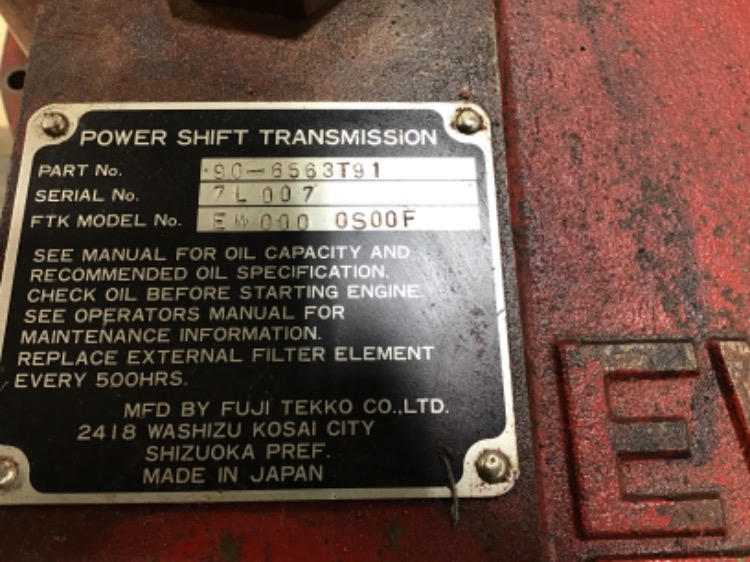 POWER SHIFT TRANSMISSION
PART No. 90-6563T91
SERIAL No. 7L007
FTK MODEL No. EW000 0S00F
SEE MANUAL FOR OIL CAPACITY AND
RECOMMENDED OIL SPECIFICATION.
CHECK OIL BEFORE STARTING ENGINE.
SEE OPERATORS MANUAL FOR
MAINTENANCE INFORMATION.
REPLACE EXTERNAL FILTER ELEMENT
EVERY 500HRS.
MFD BY FUJI TEKKO CO.,LTD.
2418 WASHIZU KOSAI CITY
SHIZUOKA PREF.
MADE IN JAPAN